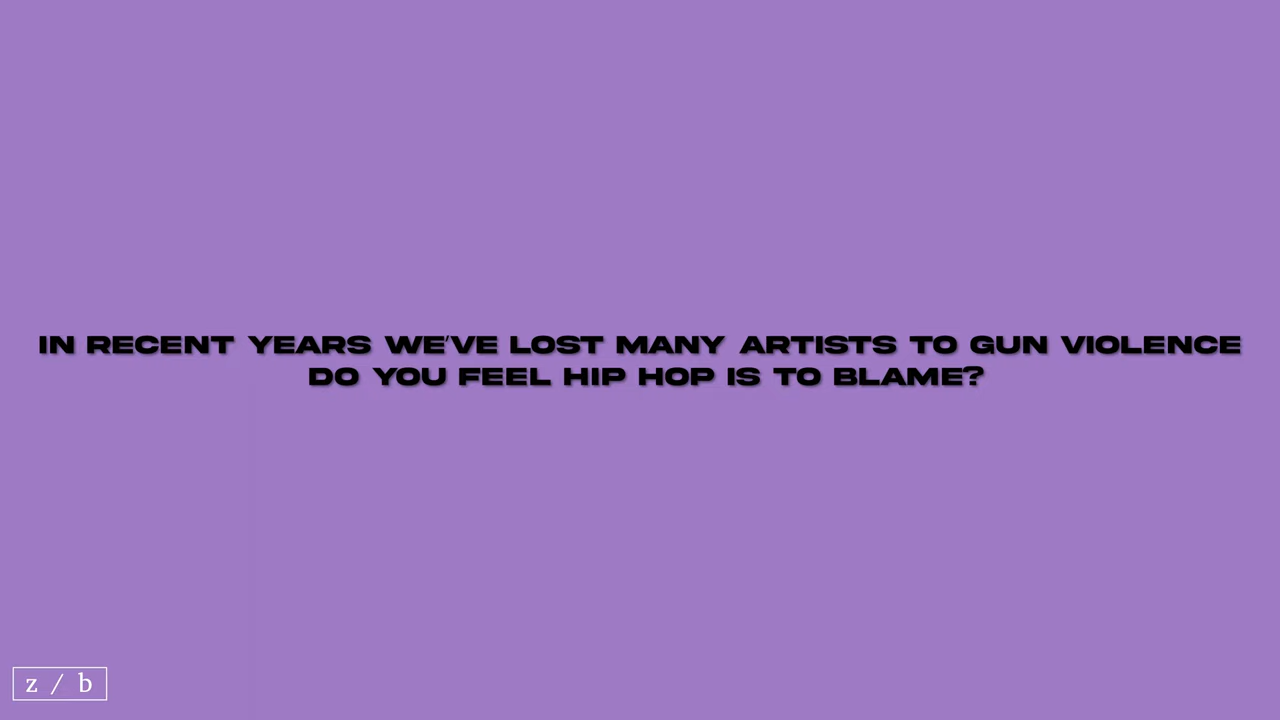 IN RECENT YEARS WE'VE LOST MANY ARTISTS TO GUN VIOLENCE
DO YOU FEEL HIP HOP IS TO BLAME?
z / b